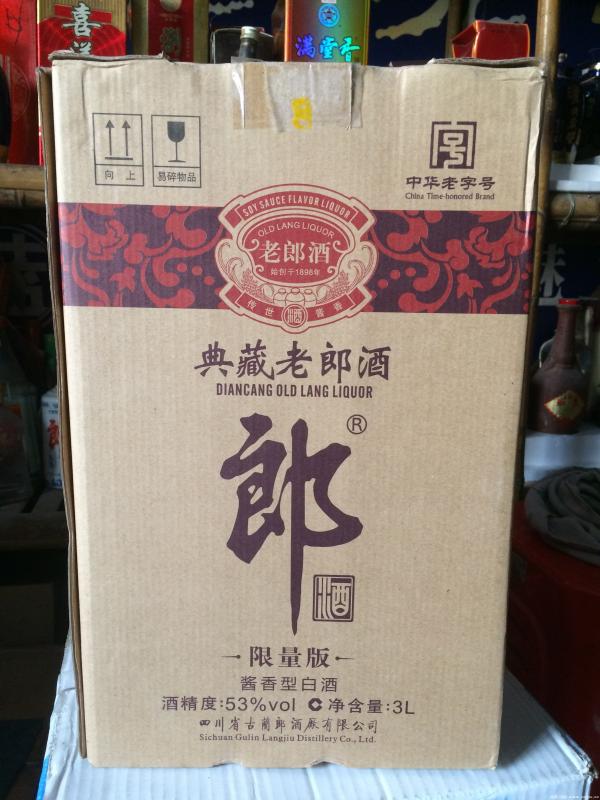 喜洋
满堂香
向上
易碎物品
中华老字号
China Time-honored Brand
SOY SAUCE FLAVOR LIQUOR
OLD LANG LIQUOR
老郎酒
始创于1898年
传世
酱香
典藏老郎酒
DIANCANG OLD LANG LIQUOR
郎
®
酒
限量版
酱香型白酒
酒精度:53%vol
净含量:3L
四川省古蔺郎酒厰有限公司
Sichuan Gulin Langjiu Distillery Co., Ltd.